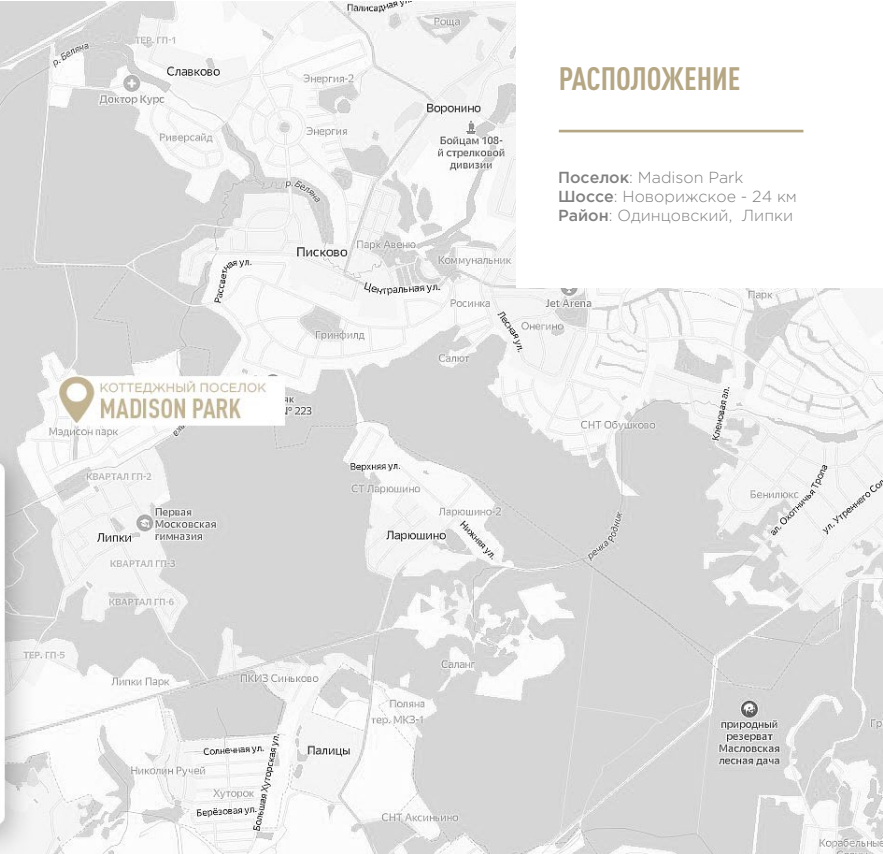 Палисадная ул.
Роща
ТЕР. ГП-1
р. Беляна
Славково
Энергия-2
Доктор Курс
Воронино
Риверсайд
Энергия
Бойцам 108-
й стрелковой
дивизии
р. Беляна
РАСПОЛОЖЕНИЕ
Поселок: Madison Park
Шоссе: Новорижское - 24 км
Район: Одинцовский, Липки
Писково
Парк Авеню
Коммунальник
Рассветная ул.
Центральная ул.
Росинка
Jet Arena
Парк
Лесная ул.
Онегино
Гринфилд
Салют
КОТТЕДЖНЫЙ ПОСЕЛОК
MADISON PARK
як
№ 223
Мэдисон парк
СНТ Обушково
Кленовая ал.
КВАРТАЛ ГП-2
Верхняя ул.
СТ Ларюшино
Бенилюкс
ал. Охотничья Тропа
Первая
Московская
гимназия
Липки
Ларюшино-2
Ларюшино
Нижняя ул.
речка Родник
КВАРТАЛ ГП-3
КВАРТАЛ ГП-6
ТЕР. ГП-5
Липки Парк
ПКИЗ Синьково
Саланг
Поляна
тер. МКЗ-1
природный
резерват
Масловская
лесная дача
Гр
Солнечная ул.
Палицы
Николин Ручей
Хуторок
Большая Хуторская ул.
Берёзовая ул.
СНТ Аксиньино
Корабельные